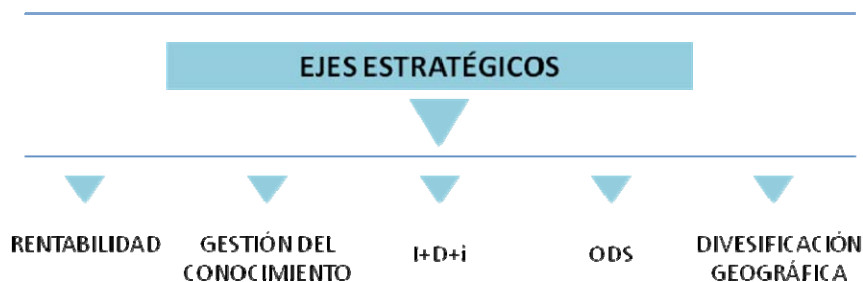 EJES ESTRATÉGICOS
RENTABILIDAD
GESTIÓN DEL
CONOCIMIENTO
I+D+i
ODS
DIVESIFICACIÓN
GEOGRÁFICA